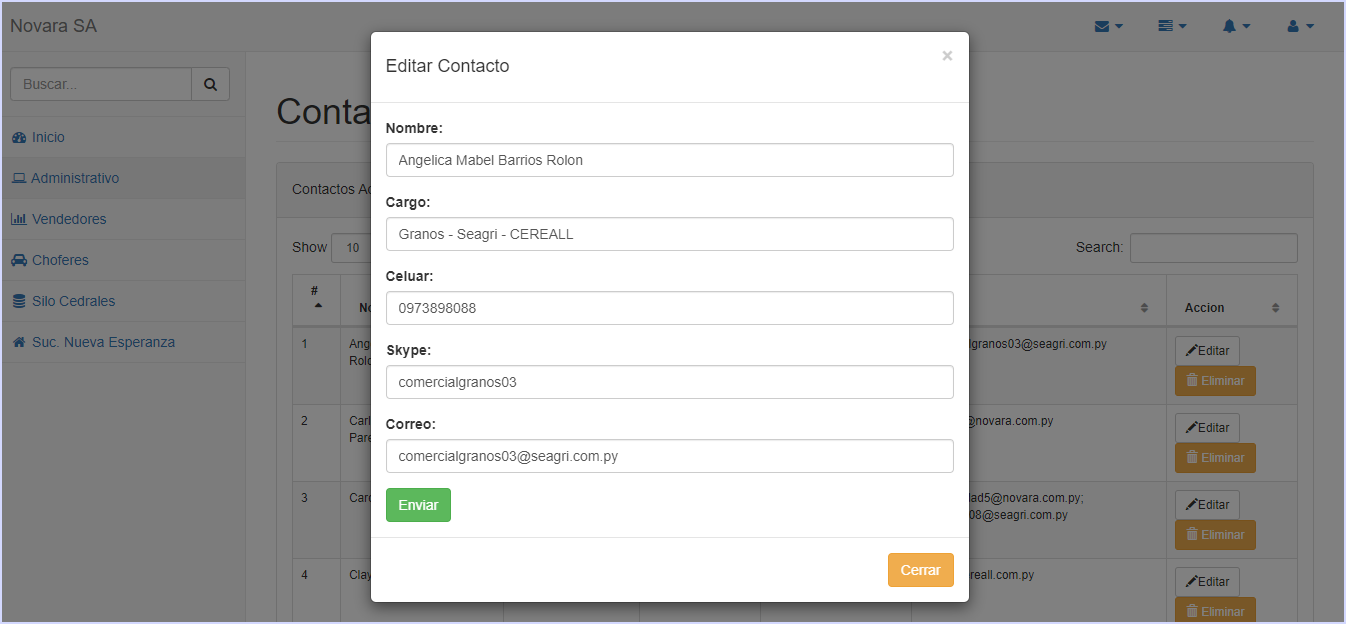 Novara SA
Buscar...
Inicio
Administrativo
Vendedores
Choferes
Silo Cedrales
Suc. Nueva Esperanza
Editar Contacto
×
Nombre:
Angelica Mabel Barrios Rolon
Cargo:
Granos - Seagri - CEREALL
Celuar:
0973898088
Skype:
comercialgranos03
Correo:
comercialgranos03@seagri.com.py
Enviar
Cerrar
Conta
Contactos Ac
Show 10
Search:
# No Accion
1 Ang lgranos03@seagri.com.py Editar
Rolo Eliminar
2 Carl @novara.com.py Editar
Pare Eliminar
3 Caro lad5@novara.com.py; Editar
08@seagri.com.py Eliminar
4 Clay reall.com.py Editar
Eliminar